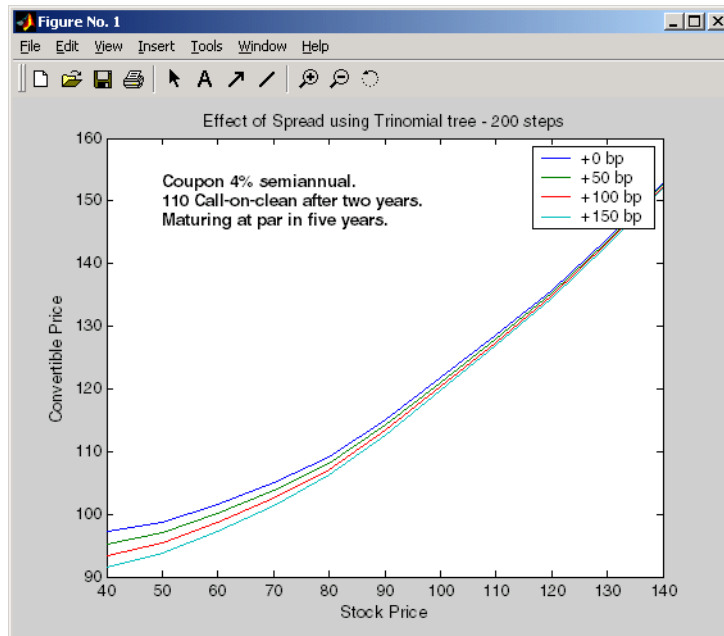 Figure No. 1
File Edit View Insert Tools Window Help
A
Effect of Spread using Trinomial tree - 200 steps
160
150
140
130
120
110
100
90
Convertible Price
Coupon 4% semiannual.
110 Call-on-clean after two years.
Maturing at par in five years.
+0 bp
+50 bp
+100 bp
+150 bp
40 50 60 70 80 90 100 110 120 130 140
Stock Price